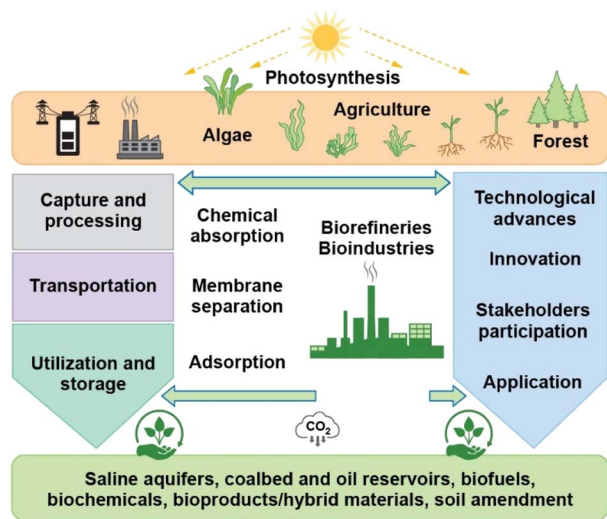 Photosynthesis
Algae
Agriculture
Forest
Capture and
processing
Transportation
Utilization and
storage
Chemical
absorption
Membrane
separation
Adsorption
Biorefineries
Bioindustries
Technological
advances
Innovation
Stakeholders
participation
Application
CO₂
Saline aquifers, coalbed and oil reservoirs, biofuels,
biochemicals, bioproducts/hybrid materials, soil amendment